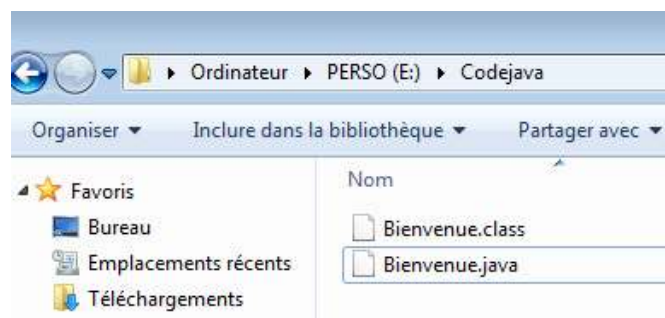 Ordinateur PERSO (E:) Codejava
Organiser Inclure dans la bibliothèque Partager avec
Favoris
Bureau
Emplacements récents
Téléchargements
Nom
Bienvenue.class
Bienvenue.java